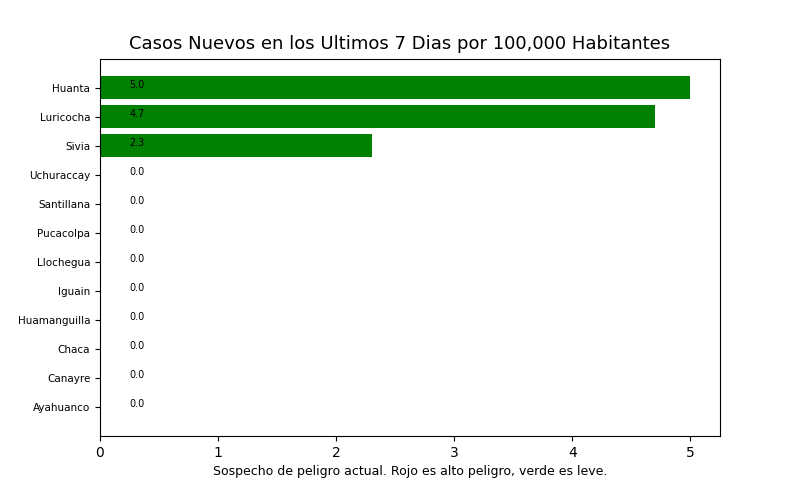 Casos Nuevos en los Ultimos 7 Dias por 100,000 Habitantes
Huanta 5.0
Luricocha 4.7
Sivia 2.3
Uchuraccay 0.0
Santillana 0.0
Pucacolpa 0.0
Llochegua 0.0
Iguain 0.0
Huamanguilla 0.0
Chaca 0.0
Canayre 0.0
Ayahuanco 0.0
0 1 2 3 4 5
Sospecho de peligro actual. Rojo es alto peligro, verde es leve.